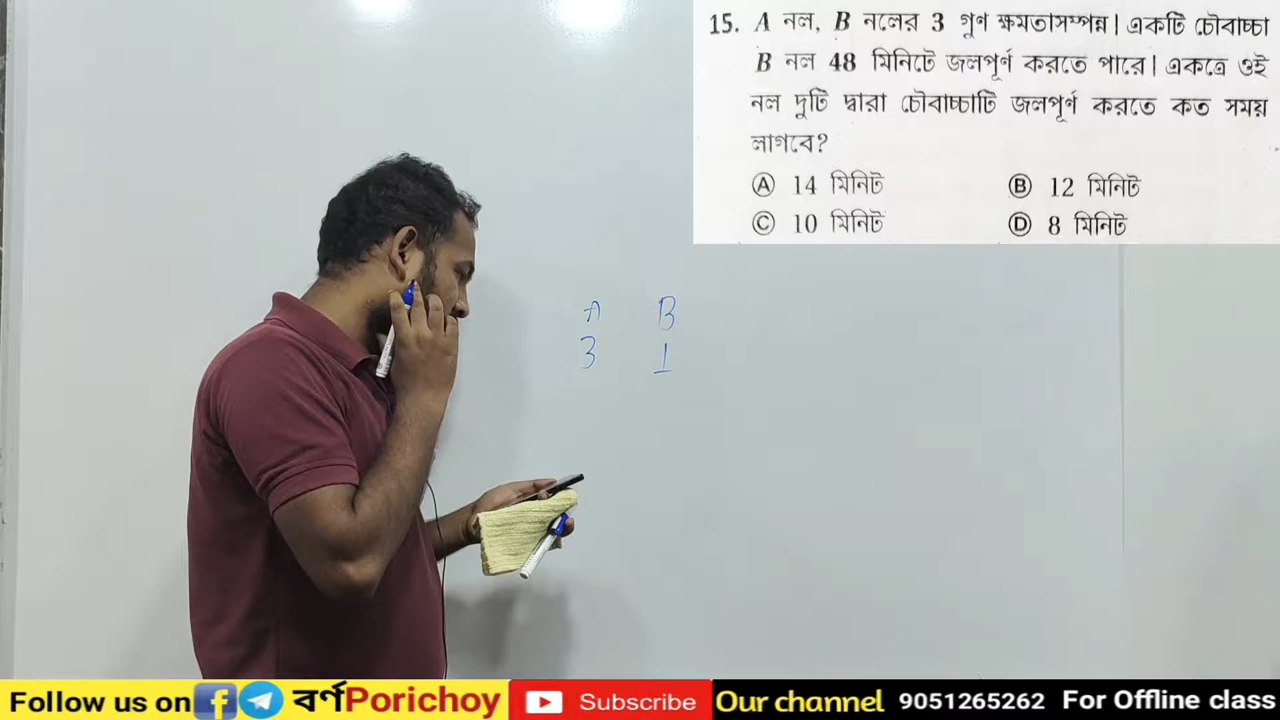 15. A নল, B নলের 3 গুণ ক্ষমতাসম্পন্ন। একটি চৌবাচ্চা
B নল 48 মিনিটে জলপূর্ণ করতে পারে। একত্রে ওই
নল দুটি দ্বারা চৌবাচ্চাটি জলপূর্ণ করতে কত সময়
লাগবে?
Ⓐ 14 মিনিট Ⓑ 12 মিনিট
Ⓒ 10 মিনিট Ⓓ 8 মিনিট
A B
3 1
Follow us on বর্ণPorichoy Subscribe Our channel 9051265262 For Offline class